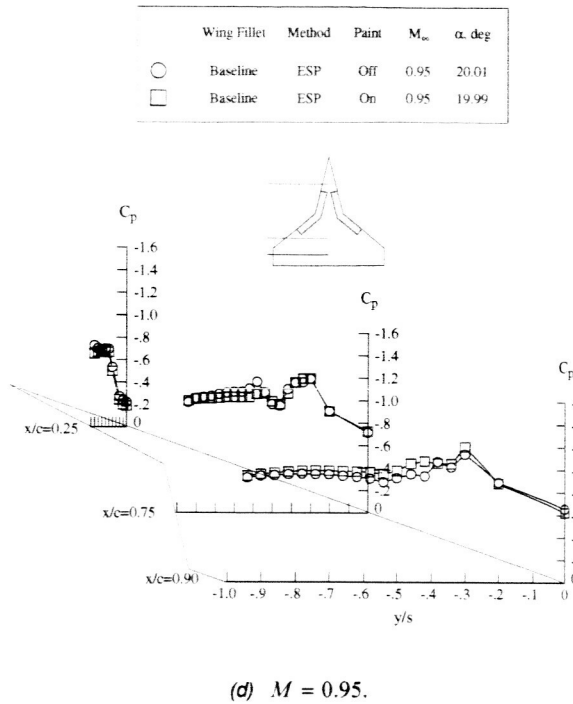 Wing Fillet Method Paint M∞ α, deg
Baseline ESP Off 0.95 20.01
Baseline ESP On 0.95 19.99
Cp
-1.6
-1.4
-1.2
-1.0
-.8
-.6
-.4
-.2
0
x/c=0.25
Cp
-1.6
-1.4
-1.2
-1.0
-.8
-.6
-.4
-.2
0
x/c=0.75
Cp
x/c=0.90
-1.0 -.9 -.8 -.7 -.6 -.5 -.4 -.3 -.2 -.1 0
y/s
(d) M = 0.95.